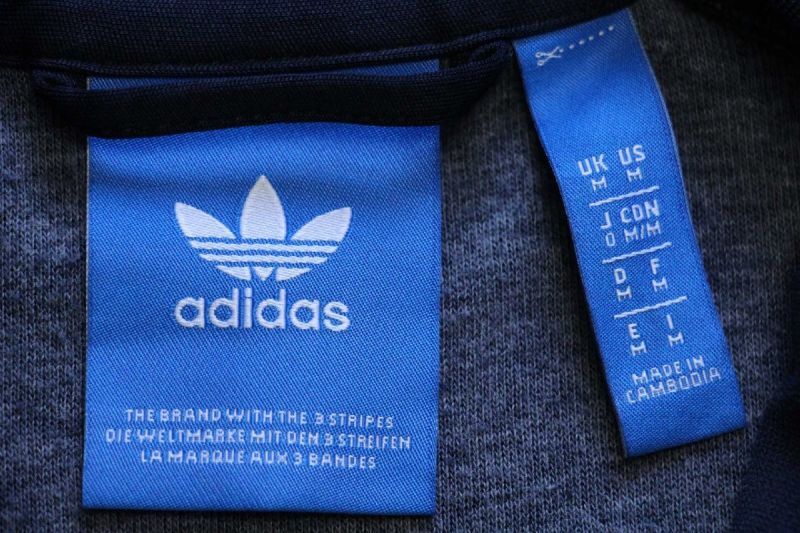 adidas
THE BRAND WITH THE 3 STRIPES
DIE WELTMARKE MIT DEN 3 STREIFEN
LA MARQUE AUX 3 BANDES
UK US
M M
J CDN
O M/M
D F
M M
E I
M M
MADE IN
CAMBODIA